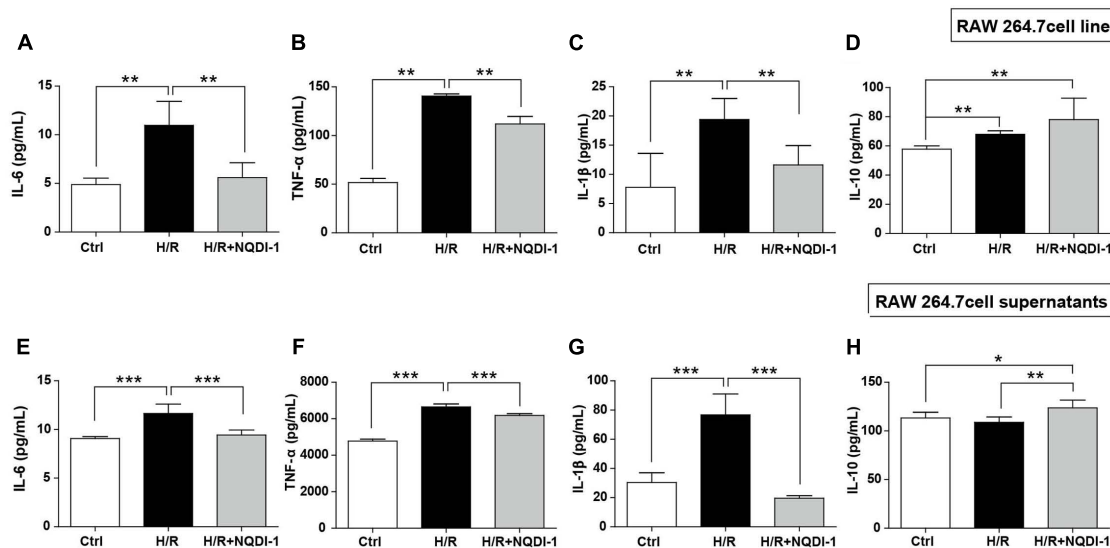 RAW 264.7cell line
A
B
C
D
** **
** **
** **
**
**
IL-6 (pg/mL)
15
10
5
0
Ctrl H/R H/R+NQDI-1
TNF-α (pg/mL)
150
100
50
0
Ctrl H/R H/R+NQDI-1
IL-1β (pg/mL)
25
20
15
10
5
0
Ctrl H/R H/R+NQDI-1
IL-10 (pg/mL)
100
80
60
40
20
0
Ctrl H/R H/R+NQDI-1
RAW 264.7cell supernatants
E
F
G
H
*** ***
*** ***
*** ***
*
**
IL-6 (pg/mL)
15
10
5
0
Ctrl H/R H/R+NQDI-1
TNF-α (pg/mL)
8000
6000
4000
2000
0
Ctrl H/R H/R+NQDI-1
IL-1β (pg/mL)
100
80
60
40
20
0
Ctrl H/R H/R+NQDI-1
IL-10 (pg/mL)
150
100
50
0
Ctrl H/R H/R+NQDI-1